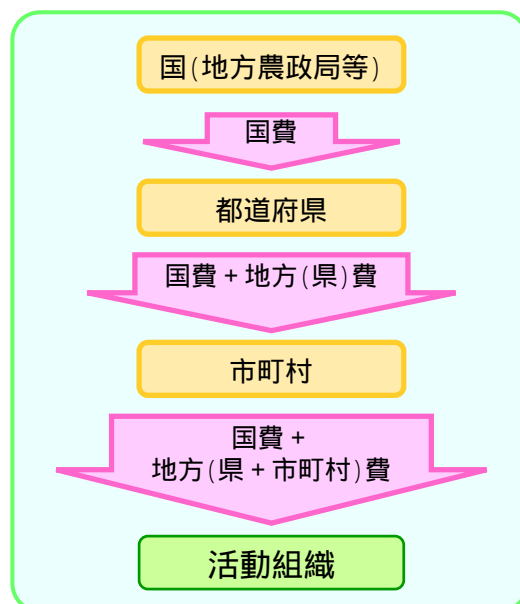 国(地方農政局等)
国費
都道府県
国費+地方(県)費
市町村
国費+
地方(県+市町村)費
活動組織